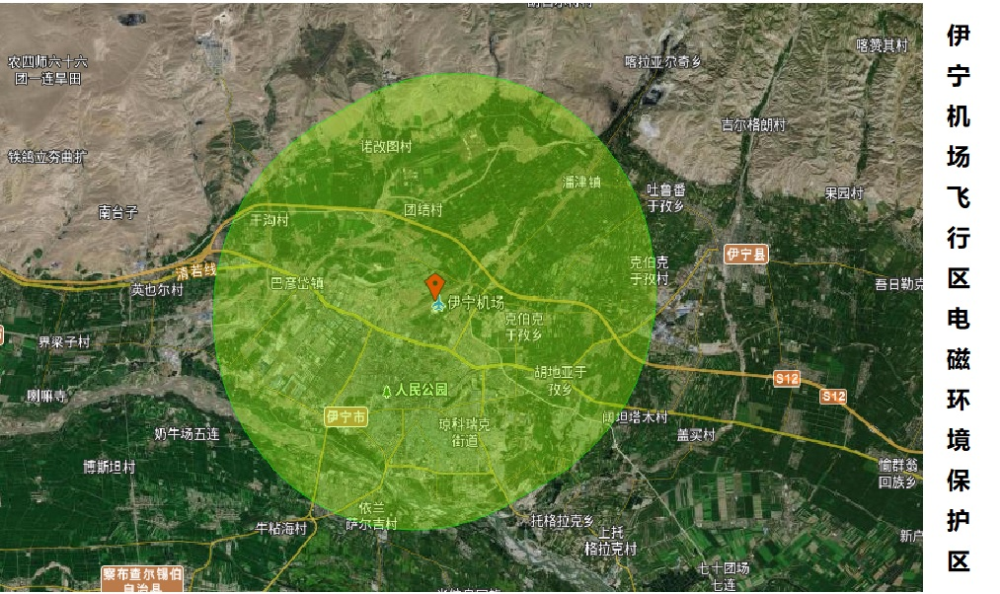 喀赞其村
农四师六十六
团一连旱田
喀拉亚尔奇乡
吉尔格朗村
诺改图村
铁鸽立夯曲扩
潘津镇
吐鲁番
于孜乡
果园村
南台子
团结村
干沟村
伊宁县
清若线
克伯克
于孜村
巴彦岱镇
英也尔村
吾日勒克
伊宁机场
克伯克
于孜乡
界梁子村
胡地亚于
孜乡
S12
S12
人民公园
喇嘛寺
伊宁市
阔坦塔木村
琼科瑞克
街道
奶牛场五连
盖买村
博斯坦村
愉群翁
回族乡
依兰
萨尔吉村
牛粘海村
托格拉克乡
上托
格拉克村
新户
七十团场
七连
察布查尔锡伯
自治县
伊宁机场飞行区电磁环境保护区